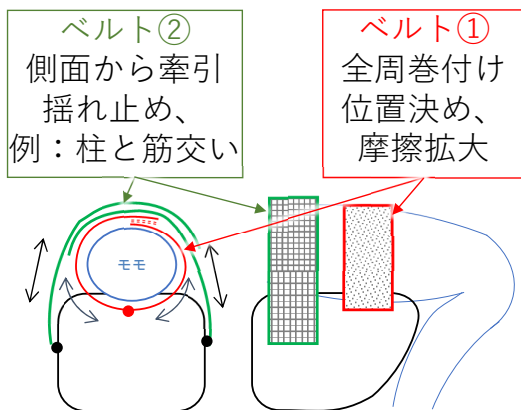 ベルト②
側面から牽引
揺れ止め、
例：柱と筋交い
ベルト①
全周巻付け
位置決め、
摩擦拡大
モモ